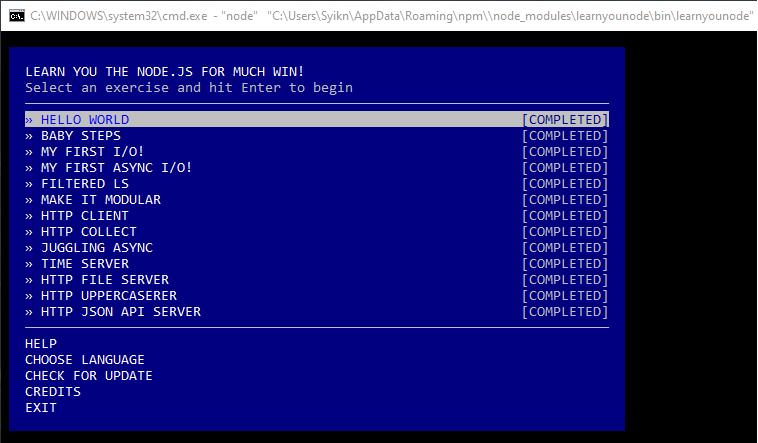 C:\WINDOWS\system32\cmd.exe - "node" "C:\Users\Syikn\AppData\Roaming\npm\\node_modules\learnyounode\bin\learnyounode"
LEARN YOU THE NODE.JS FOR MUCH WIN!
Select an exercise and hit Enter to begin
» HELLO WORLD [COMPLETED]
» BABY STEPS [COMPLETED]
» MY FIRST I/O! [COMPLETED]
» MY FIRST ASYNC I/O! [COMPLETED]
» FILTERED LS [COMPLETED]
» MAKE IT MODULAR [COMPLETED]
» HTTP CLIENT [COMPLETED]
» HTTP COLLECT [COMPLETED]
» JUGGLING ASYNC [COMPLETED]
» TIME SERVER [COMPLETED]
» HTTP FILE SERVER [COMPLETED]
» HTTP UPPERCASERER [COMPLETED]
» HTTP JSON API SERVER [COMPLETED]
HELP
CHOOSE LANGUAGE
CHECK FOR UPDATE
CREDITS
EXIT